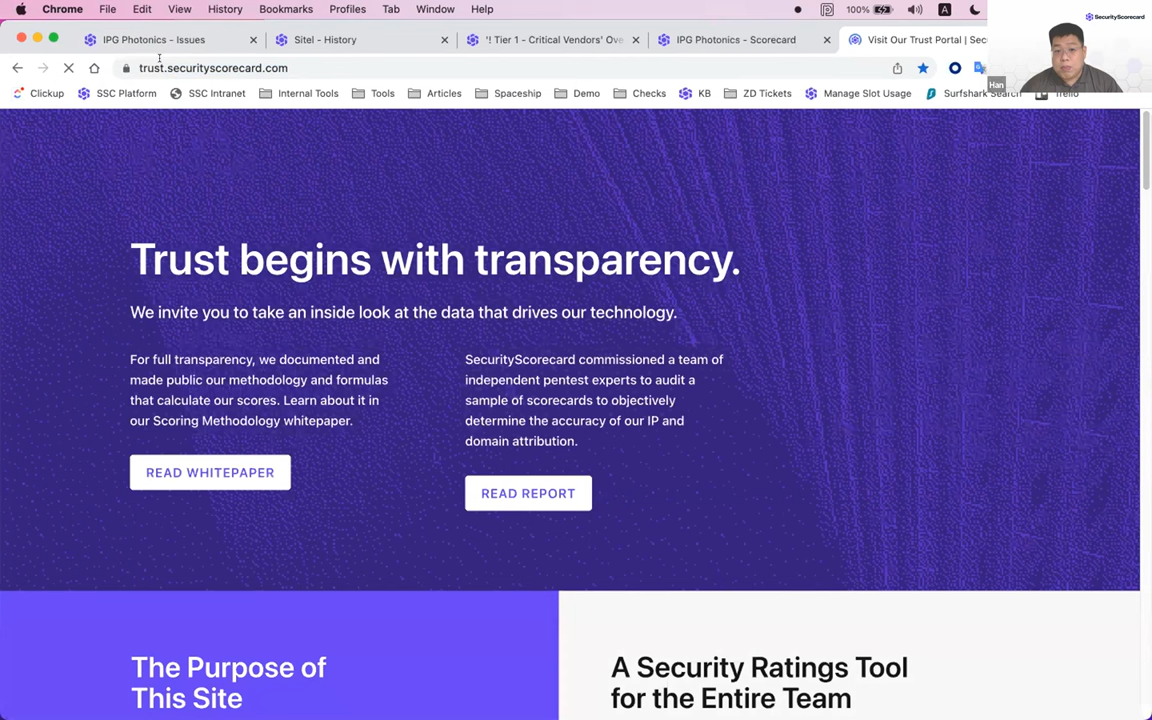 Chrome File Edit View History Bookmarks Profiles Tab Window Help
100%
A
SecurityScorecard
IPG Photonics - Issues
Sitel - History
'! Tier 1 - Critical Vendors' Ove
IPG Photonics - Scorecard
Visit Our Trust Portal | Sec
trust.securityscorecard.com
Han
Clickup SSC Platform SSC Intranet Internal Tools Tools Articles Spaceship Demo Checks KB ZD Tickets Manage Slot Usage Surfshark Search Trello
Trust begins with transparency.
We invite you to take an inside look at the data that drives our technology.
For full transparency, we documented and
made public our methodology and formulas
that calculate our scores. Learn about it in
our Scoring Methodology whitepaper.
READ WHITEPAPER
SecurityScorecard commissioned a team of
independent pentest experts to audit a
sample of scorecards to objectively
determine the accuracy of our IP and
domain attribution.
READ REPORT
The Purpose of
This Site
A Security Ratings Tool
for the Entire Team